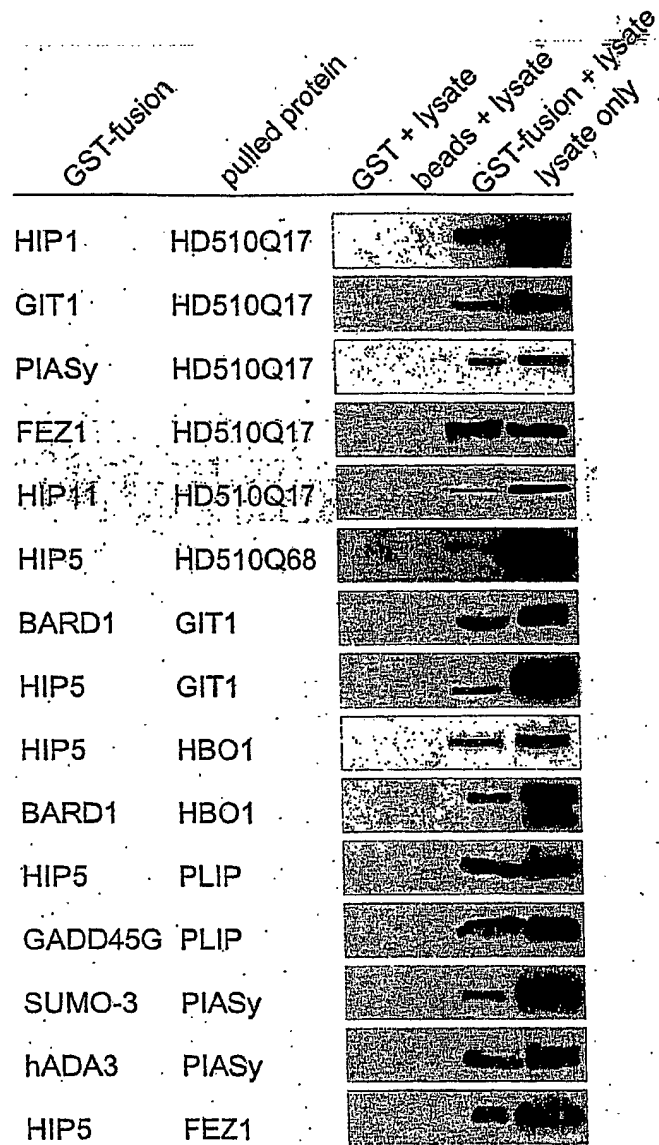 GST-fusion
pulled protein
GST + lysate
beads + lysate
GST-fusion + lysate
lysate only
HIP1 HD510Q17
GIT1 HD510Q17
PIASy HD510Q17
FEZ1 HD510Q17
HIP11 HD510Q17
HIP5 HD510Q68
BARD1 GIT1
HIP5 GIT1
HIP5 HBO1
BARD1 HBO1
HIP5 PLIP
GADD45G PLIP
SUMO-3 PIASy
hADA3 PIASy
HIP5 FEZ1